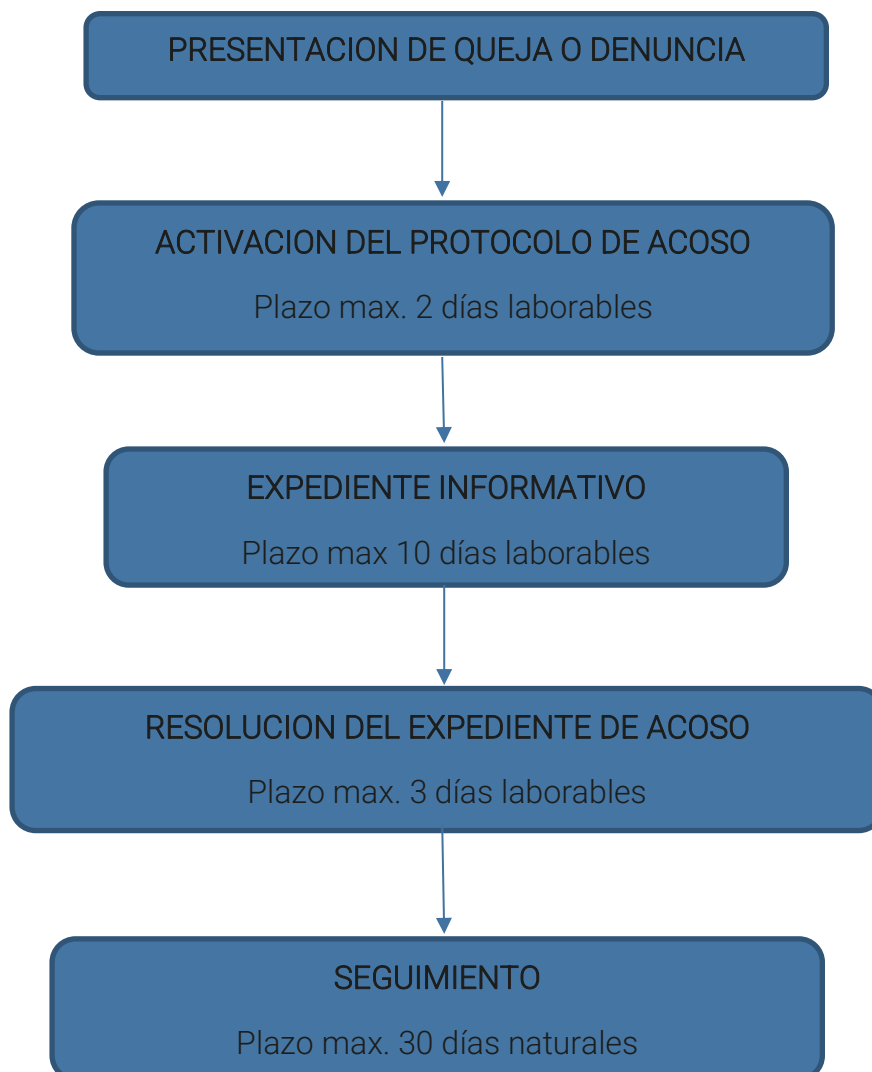 PRESENTACION DE QUEJA O DENUNCIA
ACTIVACION DEL PROTOCOLO DE ACOSO
Plazo max. 2 días laborables
EXPEDIENTE INFORMATIVO
Plazo max 10 días laborables
RESOLUCION DEL EXPEDIENTE DE ACOSO
Plazo max. 3 días laborables
SEGUIMIENTO
Plazo max. 30 días naturales